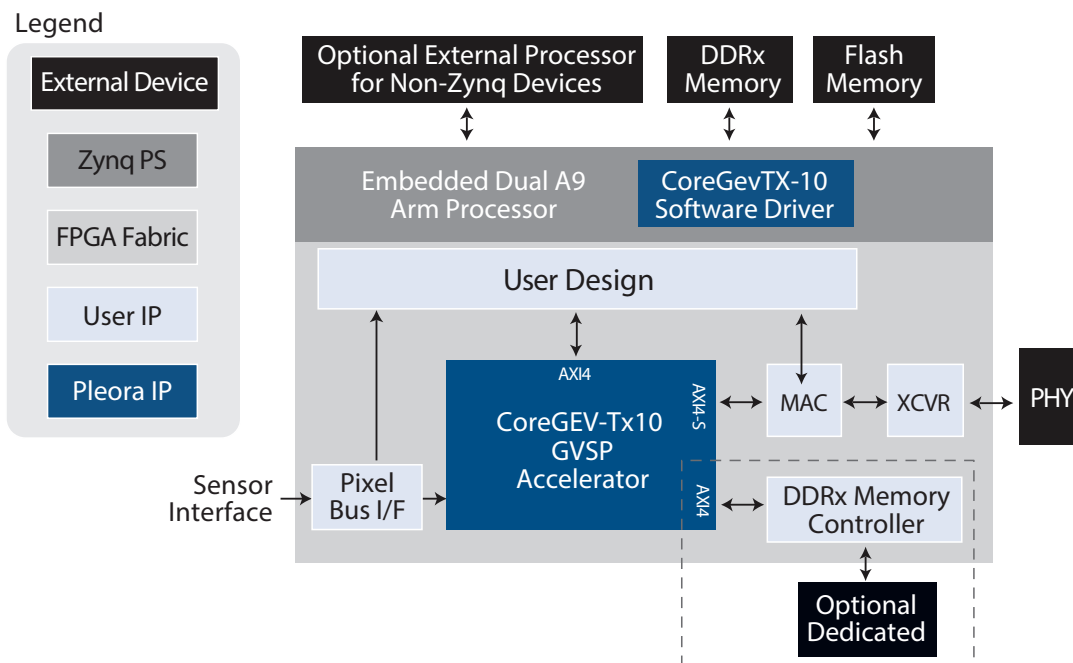 Legend
External Device
Zynq PS
FPGA Fabric
User IP
Pleora IP
Optional External Processor
for Non-Zynq Devices
DDRx
Memory
Flash
Memory
Embedded Dual A9
Arm Processor
CoreGevTX-10
Software Driver
User Design
AXI4
AXI4-S
CoreGEV-Tx10
GVSP
Accelerator
AXI4
MAC
XCVR
PHY
Sensor
Interface
Pixel
Bus I/F
DDRx Memory
Controller
Optional
Dedicated